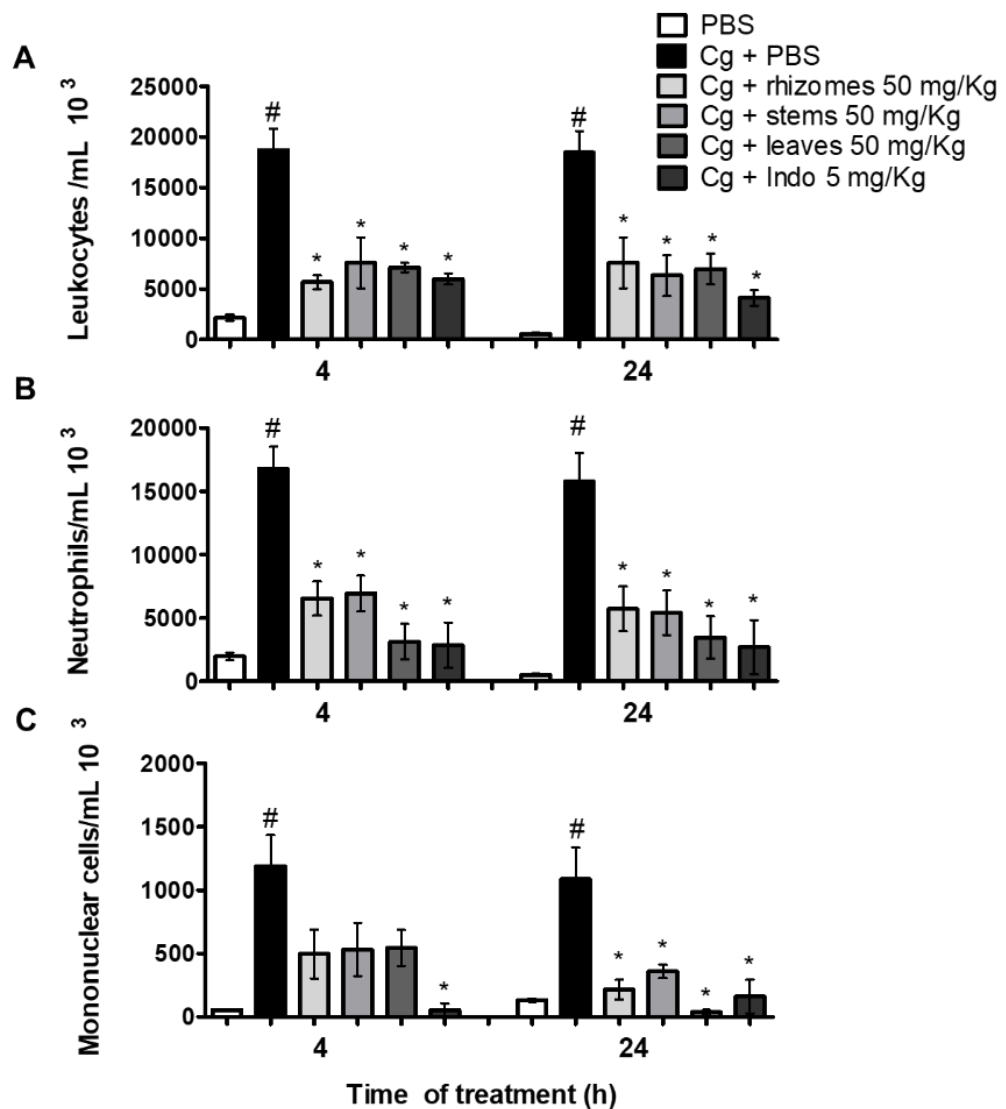 PBS
Cg + PBS
Cg + rhizomes 50 mg/Kg
Cg + stems 50 mg/Kg
Cg + leaves 50 mg/Kg
Cg + Indo 5 mg/Kg
A
Leukocytes /mL 10 3
25000
20000
15000
10000
5000
0
# * * * * # * * * *
4 24
B
Neutrophils/mL 10 3
20000
15000
10000
5000
0
# * * * * # * * * *
4 24
C
Mononuclear cells/mL 10 3
2000
1500
1000
500
0
# * # * * * *
4 24
Time of treatment (h)